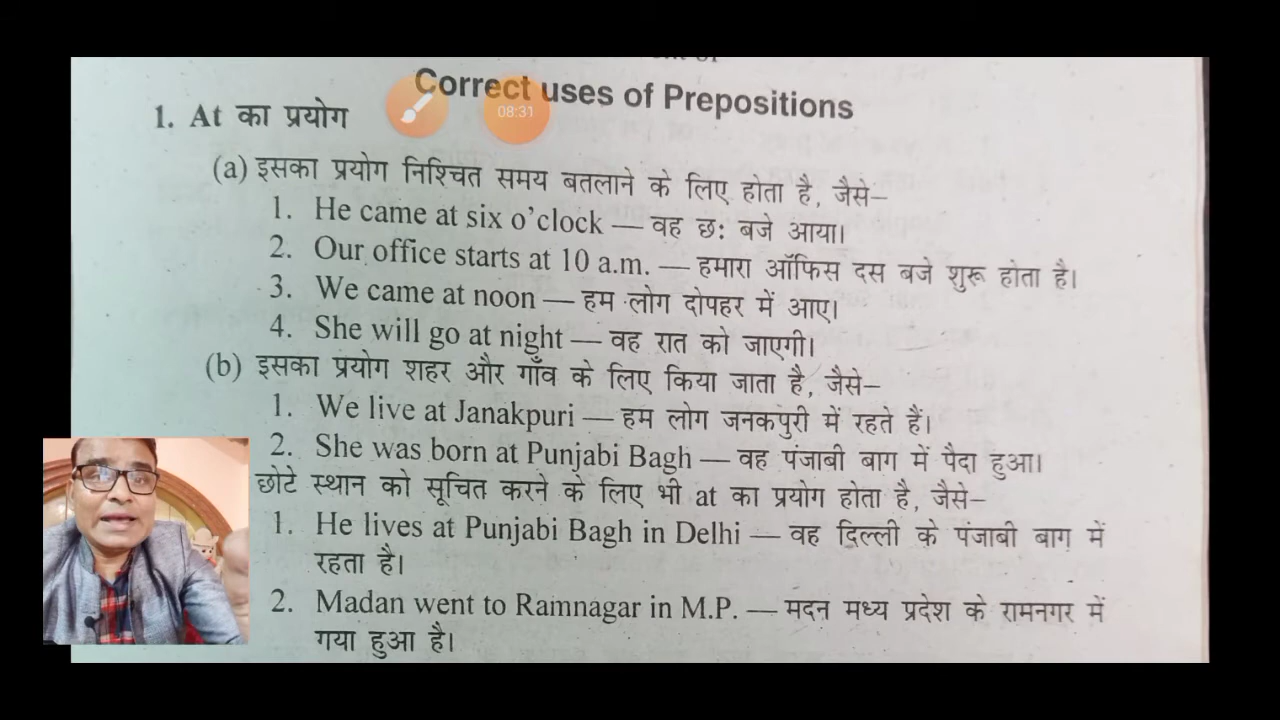 Correct uses of Prepositions
08:31
1. At का प्रयोग
(a) इसका प्रयोग निश्चित समय बतलाने के लिए होता है, जैसे–
1. He came at six o’clock — वह छः बजे आया।
2. Our office starts at 10 a.m. — हमारा ऑफिस दस बजे शुरू होता है।
3. We came at noon — हम लोग दोपहर में आए।
4. She will go at night — वह रात को जाएगी।
(b) इसका प्रयोग शहर और गाँव के लिए किया जाता है, जैसे–
1. We live at Janakpuri — हम लोग जनकपुरी में रहते हैं।
2. She was born at Punjabi Bagh — वह पंजाबी बाग में पैदा हुआ।
छोटे स्थान को सूचित करने के लिए भी at का प्रयोग होता है, जैसे–
1. He lives at Punjabi Bagh in Delhi — वह दिल्ली के पंजाबी बाग में
रहता है।
2. Madan went to Ramnagar in M.P. — मदन मध्य प्रदेश के रामनगर में
गया हुआ है।